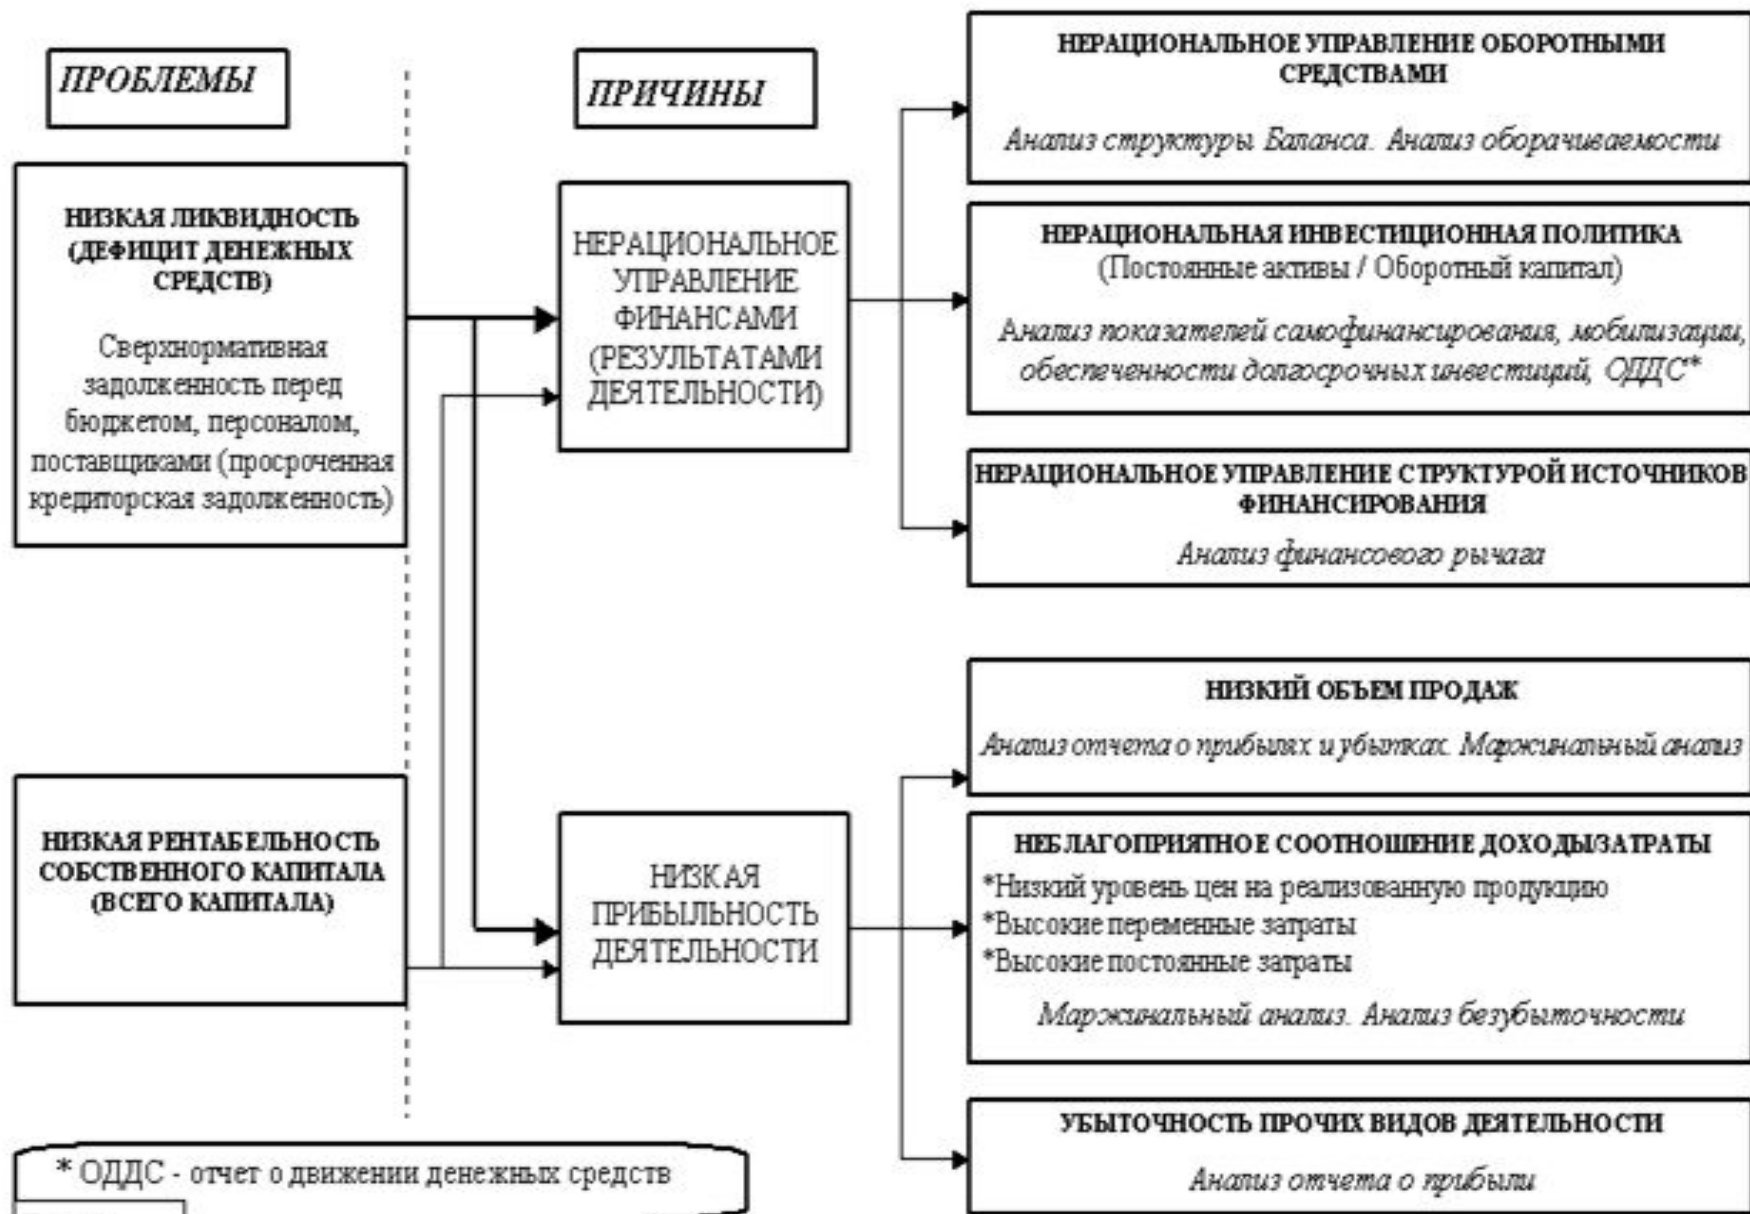 ПРОБЛЕМЫ
НИЗКАЯ ЛИКВИДНОСТЬ
(ДЕФИЦИТ ДЕНЕЖНЫХ
СРЕДСТВ)
Сверхнормативная
задолженность перед
бюджетом, персоналом,
поставщиками (просроченная
кредиторская задолженность)
НИЗКАЯ РЕНТАБЕЛЬНОСТЬ
СОБСТВЕННОГО КАПИТАЛА
(ВСЕГО КАПИТАЛА)
ПРИЧИНЫ
НЕРАЦИОНАЛЬНОЕ
УПРАВЛЕНИЕ
ФИНАНСАМИ
(РЕЗУЛЬТАТАМИ
ДЕЯТЕЛЬНОСТИ)
НИЗКАЯ
ПРИБЫЛЬНОСТЬ
ДЕЯТЕЛЬНОСТИ
НЕРАЦИОНАЛЬНОЕ УПРАВЛЕНИЕ ОБОРОТНЫМИ
СРЕДСТВАМИ
Анализ структуры Баланса. Анализ оборачиваемости
НЕРАЦИОНАЛЬНАЯ ИНВЕСТИЦИОННАЯ ПОЛИТИКА
(Постоянные активы / Оборотный капитал)
Анализ показателей самофинансирования, мобилизации,
обеспеченности долгосрочных инвестиций, ОДДС*
НЕРАЦИОНАЛЬНОЕ УПРАВЛЕНИЕ СТРУКТУРОЙ ИСТОЧНИКОВ
ФИНАНСИРОВАНИЯ
Анализ финансового рычага
НИЗКИЙ ОБЪЕМ ПРОДАЖ
Анализ отчета о прибылях и убытках. Маржинальный анализ
НЕБЛАГОПРИЯТНОЕ СООТНОШЕНИЕ ДОХОДЫ/ЗАТРАТЫ
*Низкий уровень цен на реализованную продукцию
*Высокие переменные затраты
*Высокие постоянные затраты
Маржинальный анализ. Анализ безубыточности
УБЫТОЧНОСТЬ ПРОЧИХ ВИДОВ ДЕЯТЕЛЬНОСТИ
Анализ отчета о прибыли
* ОДДС - отчет о движении денежных средств